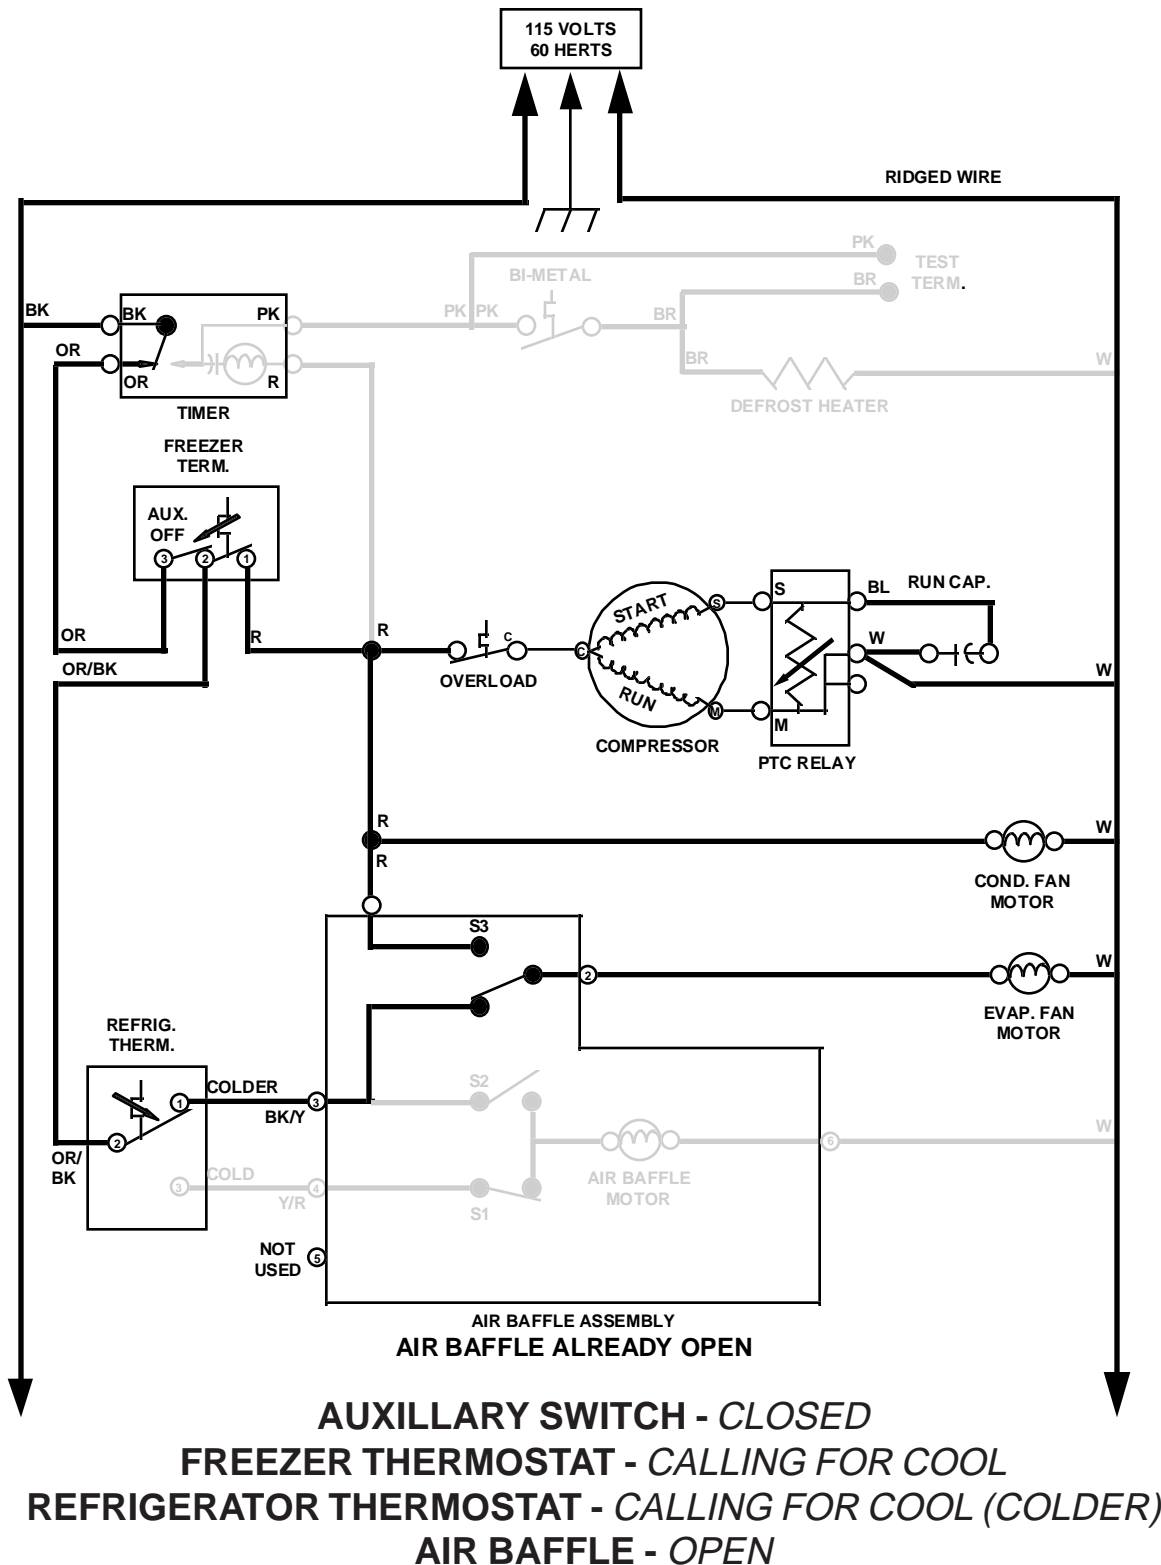 115 VOLTS
60 HERTS
RIDGED WIRE
PK
BI-METAL
TEST
TERM.
BR
BK
BK
PK
PK
PK
BR
OR
OR
R
BR
W
TIMER
DEFROST HEATER
FREEZER
TERM.
AUX.
OFF
3
2
1
OR
R
OR/BK
R
C
OVERLOAD
C
START
RUN
S
M
COMPRESSOR
S
M
PTC RELAY
BL
RUN CAP.
W
W
R
R
W
COND. FAN
MOTOR
S3
2
W
EVAP. FAN
MOTOR
REFRIG.
THERM.
1
COLDER
BK/Y
3
S2
2
OR/
BK
3
COLD
Y/R
4
S1
AIR BAFFLE
MOTOR
6
W
NOT
USED
5
AIR BAFFLE ASSEMBLY
AIR BAFFLE ALREADY OPEN
AUXILLARY SWITCH - CLOSED
FREEZER THERMOSTAT - CALLING FOR COOL
REFRIGERATOR THERMOSTAT - CALLING FOR COOL (COLDER)
AIR BAFFLE - OPEN